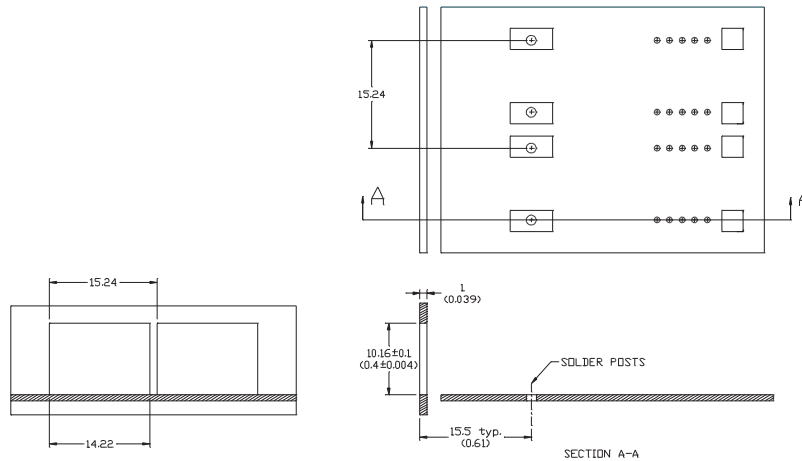 15.24
A
A
15.24
1
(0.039)
10.16±0.1
(0.4±0.004)
SOLDER POSTS
15.5 typ.
(0.61)
14.22
SECTION A-A